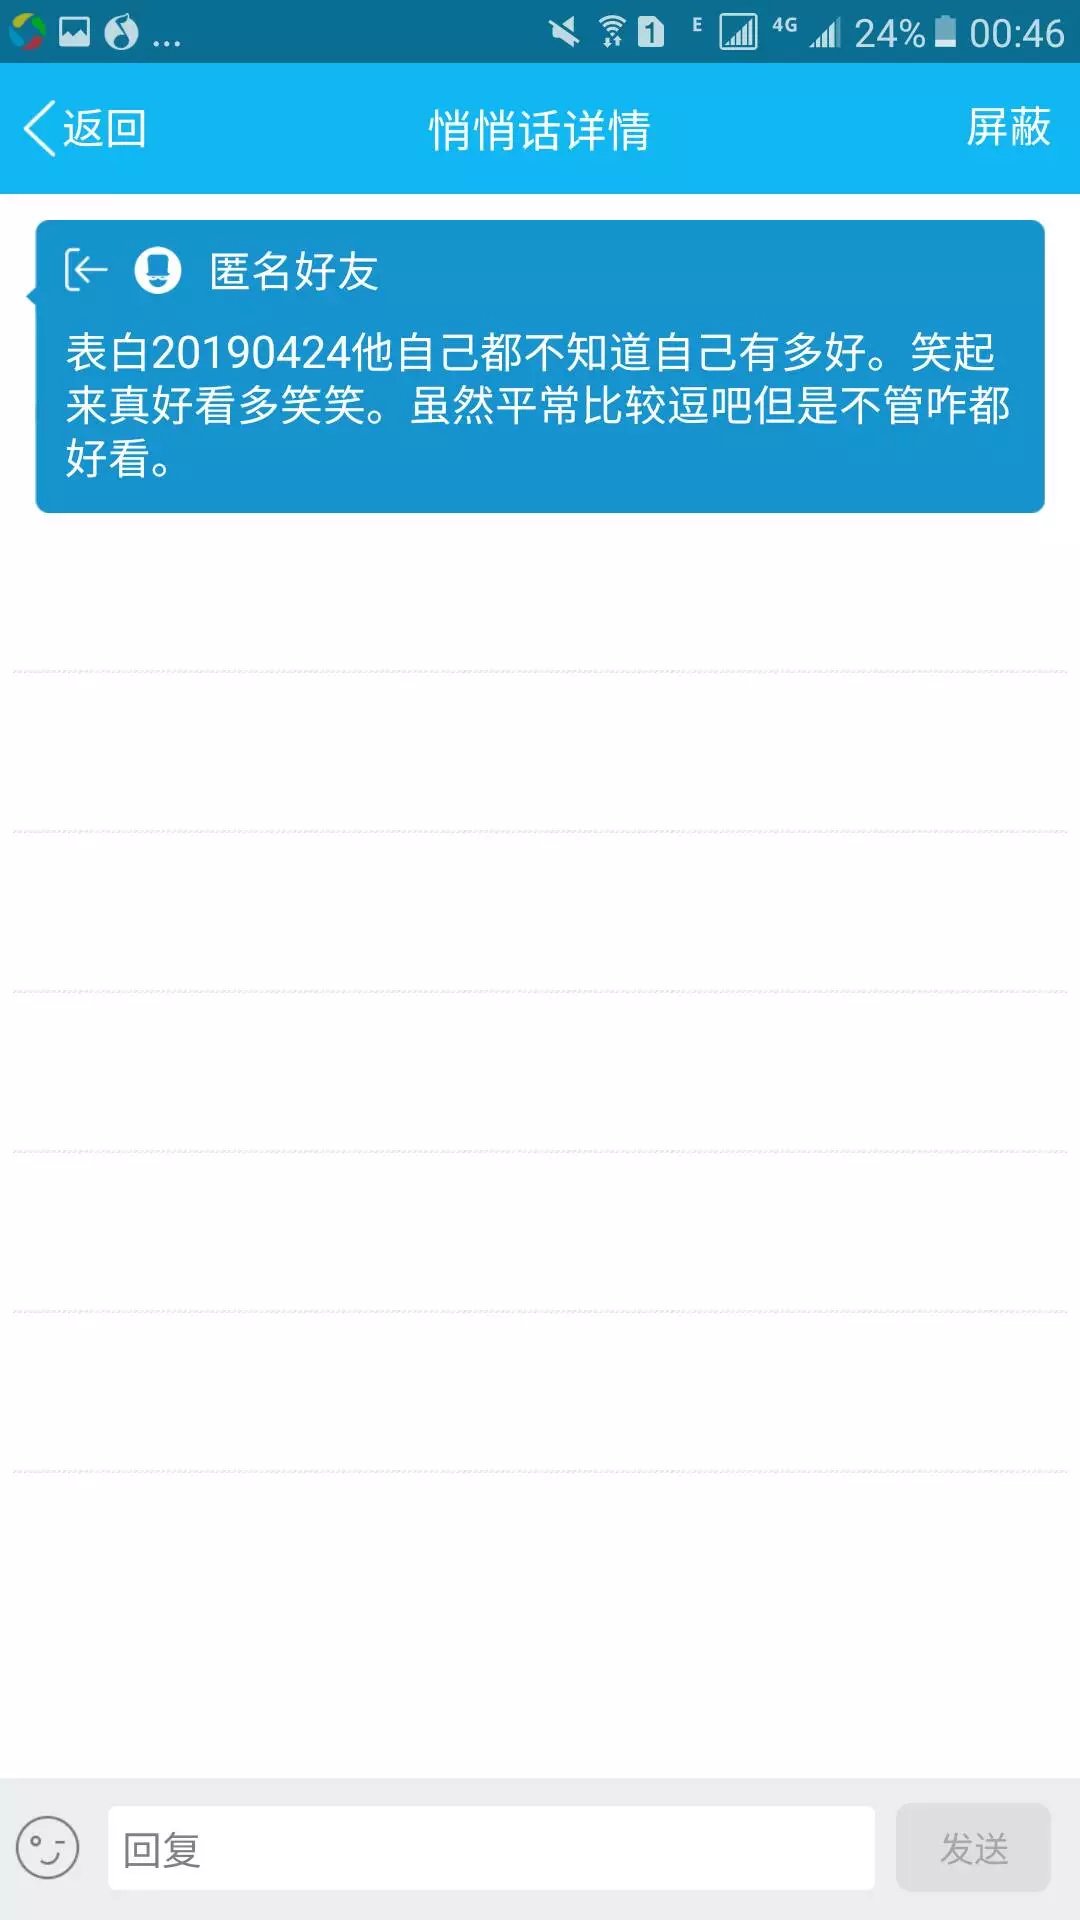 ... 1 E 4G 24% 00:46
返回 悄悄话详情 屏蔽
匿名好友
表白20190424他自己都不知道自己有多好。笑起
来真好看多笑笑。虽然平常比较逗吧但是不管咋都
好看。
回复 发送